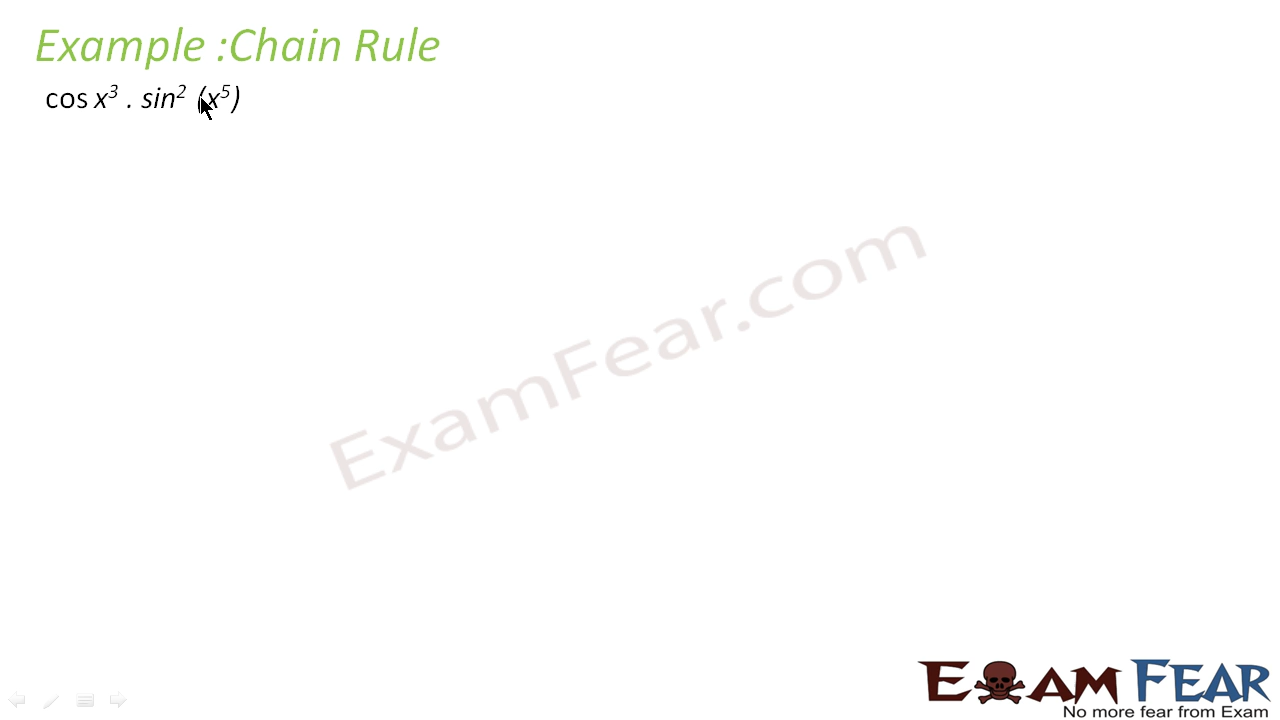 Example :Chain Rule
cos x³ . sin² (x⁵)
ExamFear.com
EXAM FEAR
No more fear from Exam